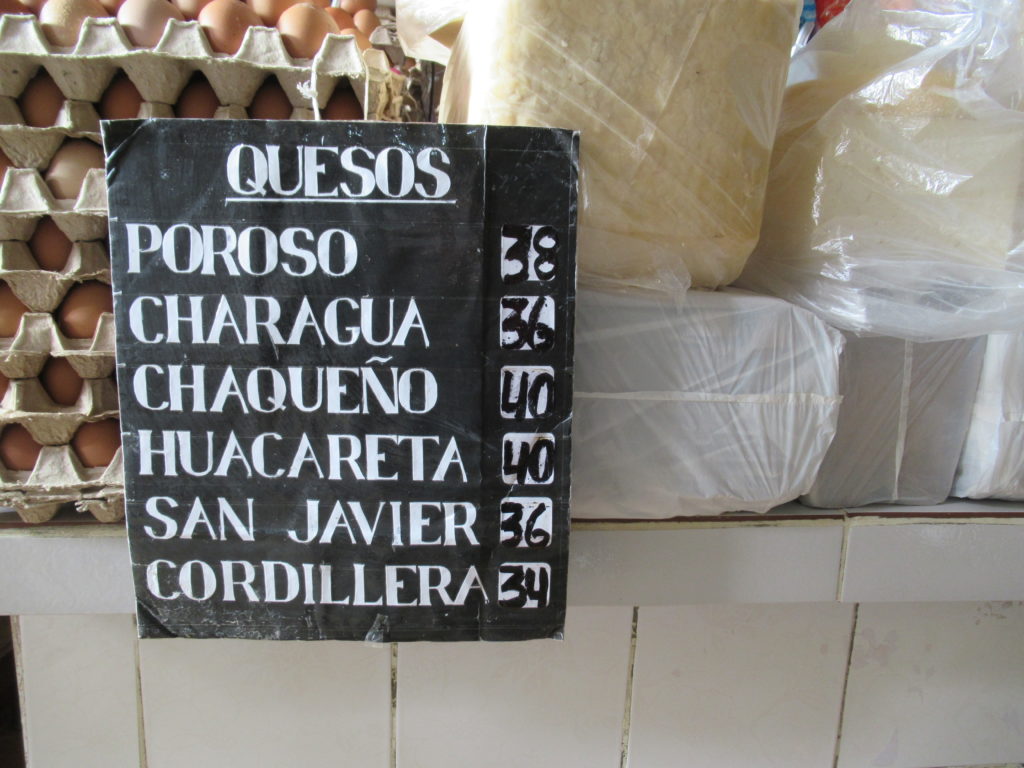 QUESOS
POROSO 38
CHARAGUA 36
CHAQUEÑO 40
HUACARETA 40
SAN JAVIER 36
CORDILLERA 34